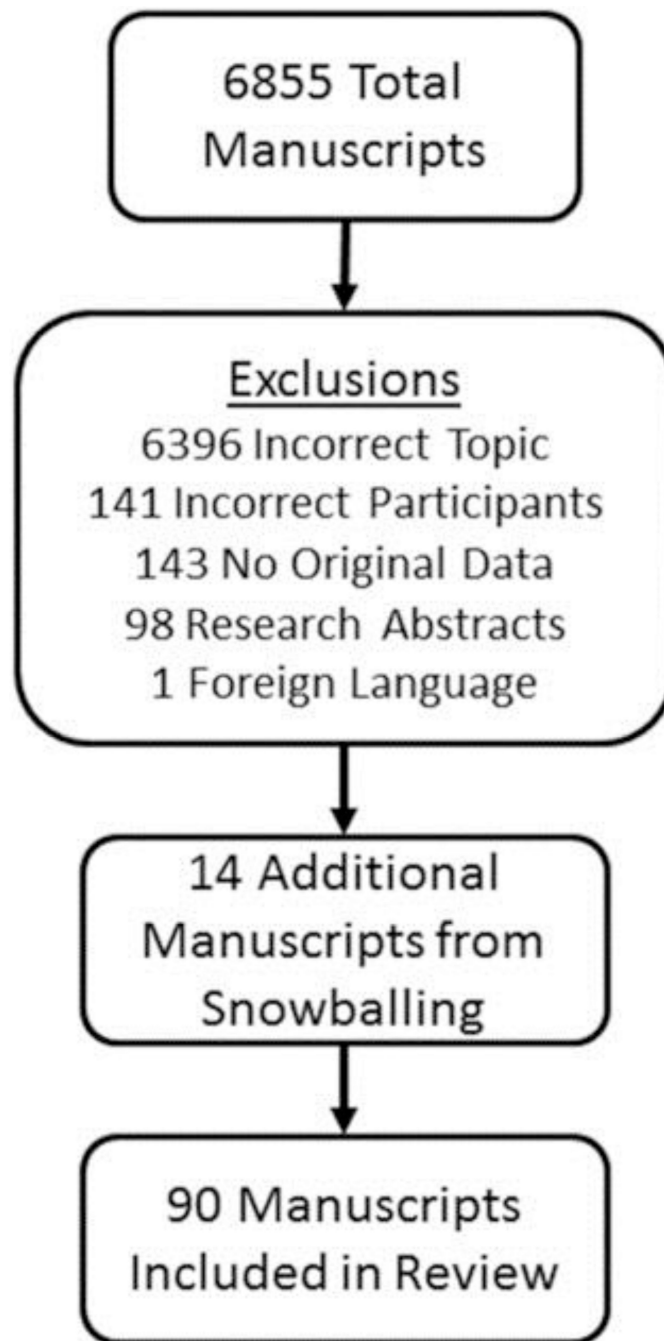 6855 Total
Manuscripts
Exclusions
6396 Incorrect Topic
141 Incorrect Participants
143 No Original Data
98 Research Abstracts
1 Foreign Language
14 Additional
Manuscripts from
Snowballing
90 Manuscripts
Included in Review